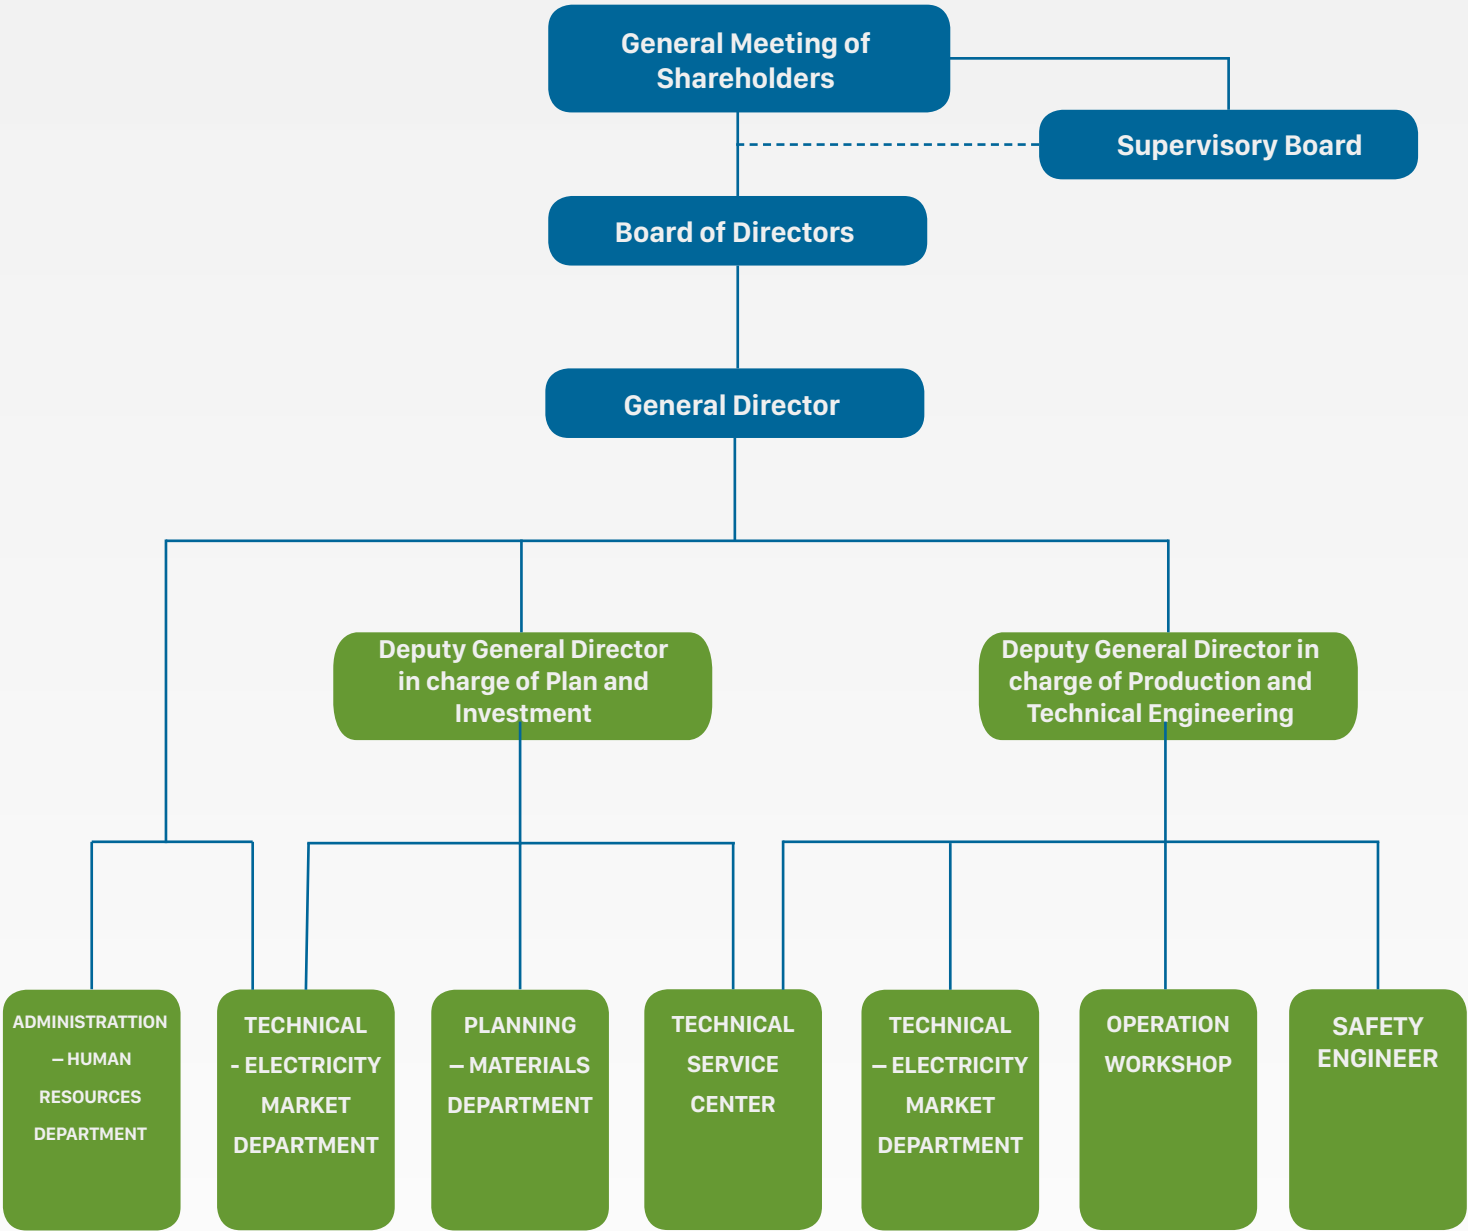 General Meeting of
Shareholders
Supervisory Board
Board of Directors
General Director
Deputy General Director
in charge of Plan and
Investment
Deputy General Director in
charge of Production and
Technical Engineering
ADMINISTRATTION
– HUMAN
RESOURCES
DEPARTMENT
TECHNICAL
- ELECTRICITY
MARKET
DEPARTMENT
PLANNING
– MATERIALS
DEPARTMENT
TECHNICAL
SERVICE
CENTER
TECHNICAL
– ELECTRICITY
MARKET
DEPARTMENT
OPERATION
WORKSHOP
SAFETY
ENGINEER